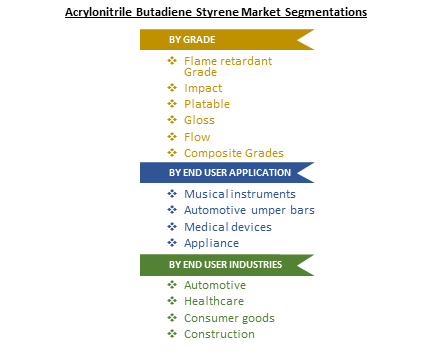 Acrylonitrile Butadiene Styrene Market Segmentations
BY GRADE
Flame retardant
Grade
Impact
Platable
Gloss
Flow
Composite Grades
BY END USER APPLICATION
Musical instruments
Automotive umper bars
Medical devices
Appliance
BY END USER INDUSTRIES
Automotive
Healthcare
Consumer goods
Construction